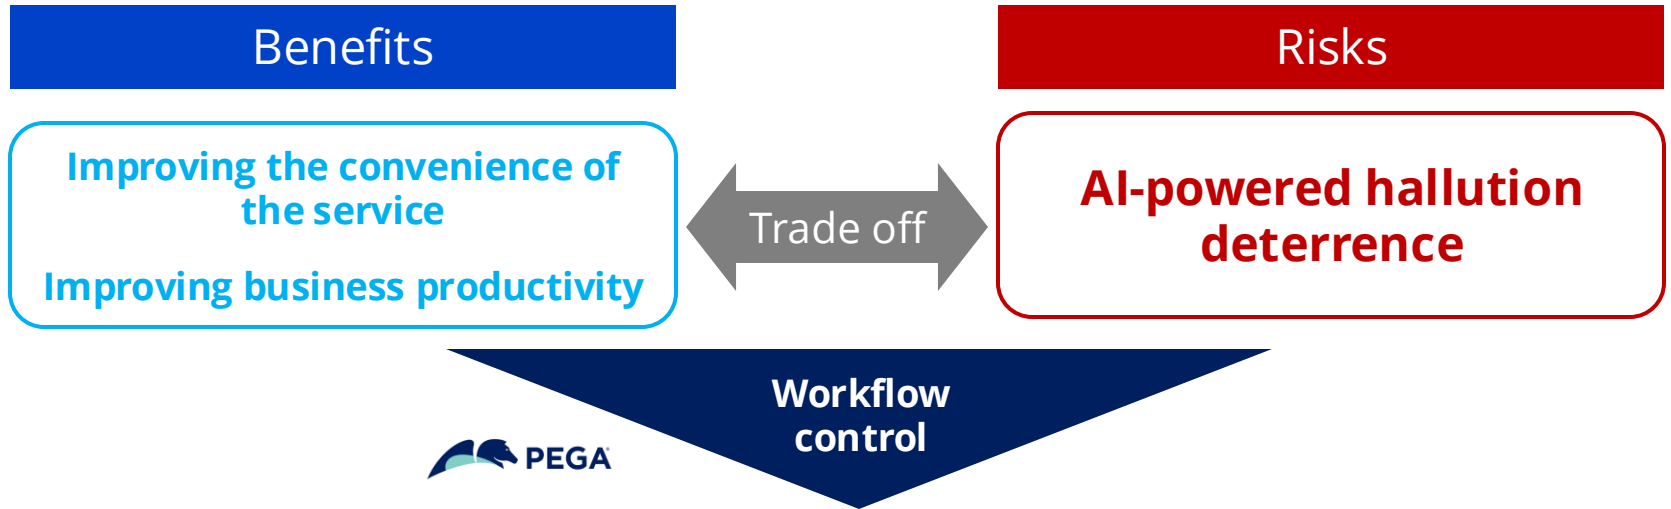 Benefits
Risks
Improving the convenience of
the service
Improving business productivity
Trade off
AI-powered hallution
deterrence
Workflow
control
PEGA